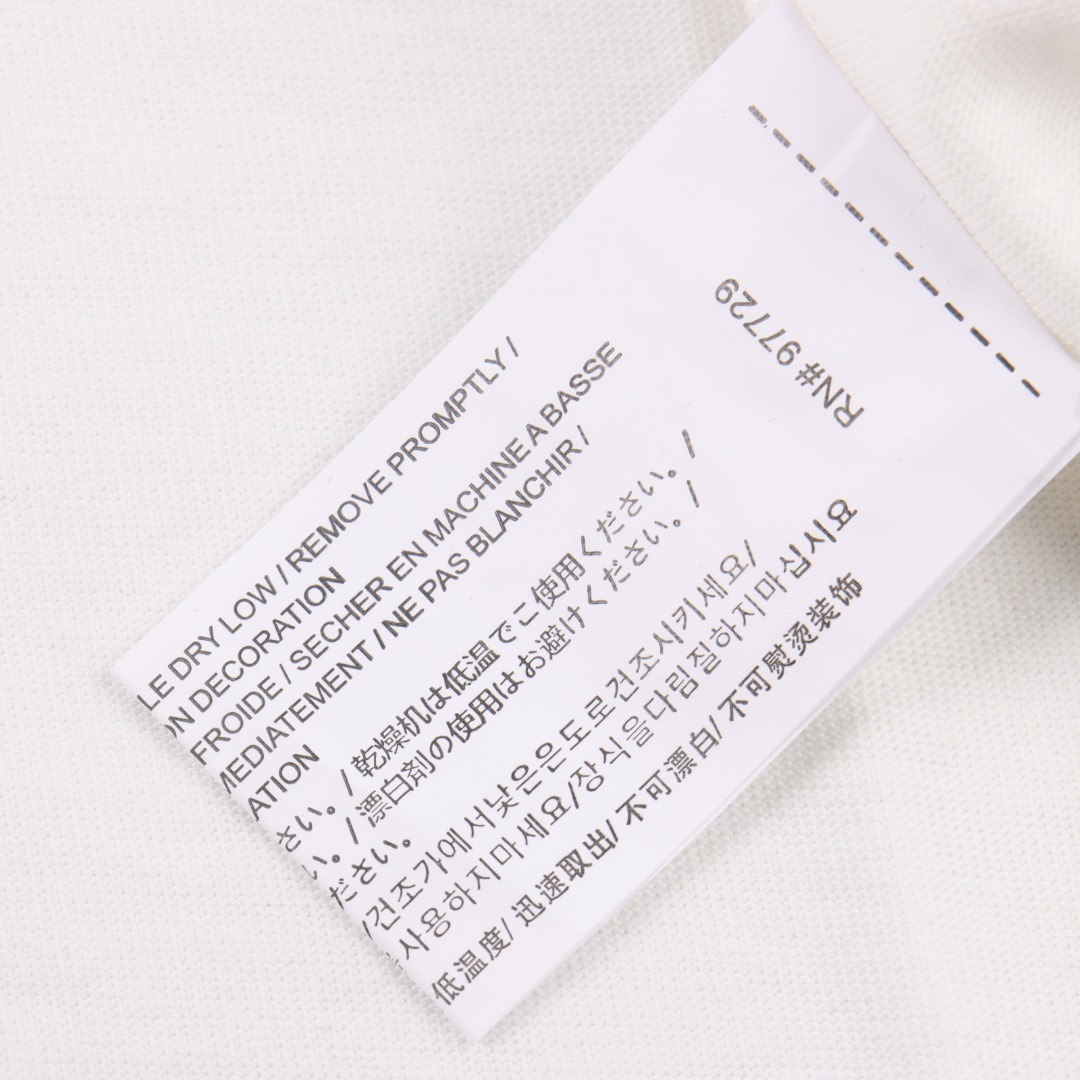 LE DRY LOW / REMOVE PROMPTLY /
ON DECORATION
FROIDE / SECHER EN MACHINE A BASSE
MEDIATEMENT / NE PAS BLANCHIR /
ATION
さい。/ 乾燥机は低温でご使用ください。/
い。/ 漂白剤の使用はお避けください。/
ださい。
/건조기에서낮은은도로건조시키세요/
사용하지마세요/장식을다림질하지마십시요
低温度/ 迅速取出/ 不可漂白/ 不可熨烫装饰
RN# 97729